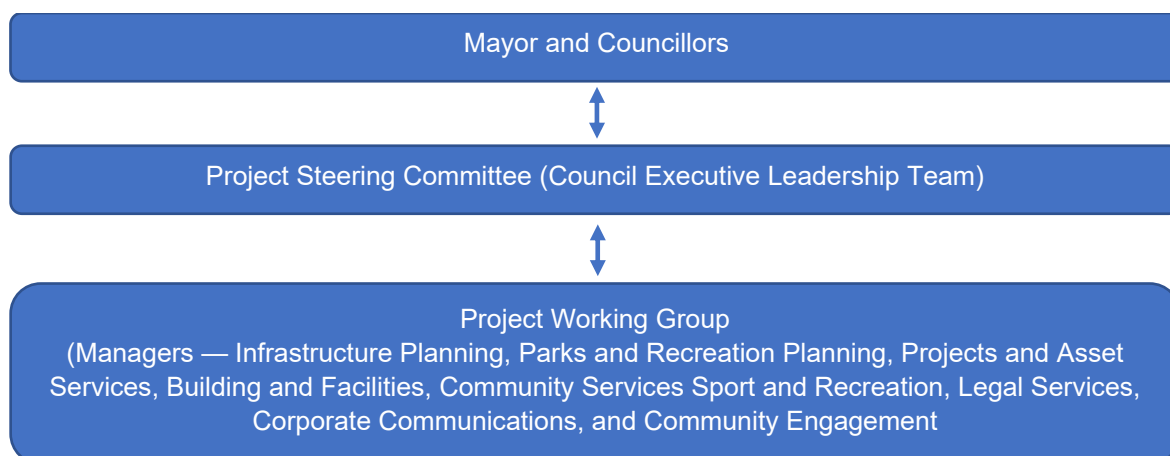 Mayor and Councillors
Project Steering Committee (Council Executive Leadership Team)
Project Working Group
(Managers — Infrastructure Planning, Parks and Recreation Planning, Projects and Asset
Services, Building and Facilities, Community Services Sport and Recreation, Legal Services,
Corporate Communications, and Community Engagement